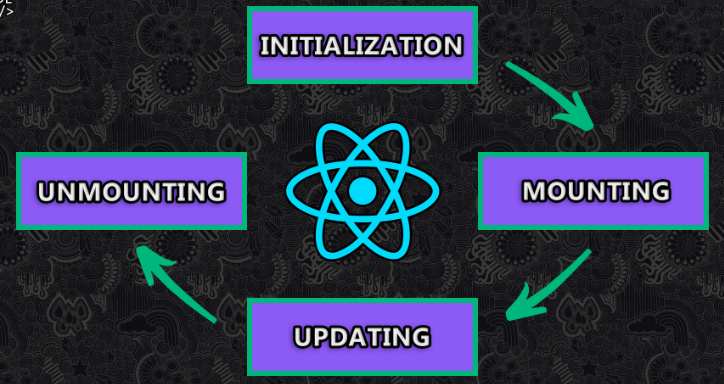 />
INITIALIZATION
UNMOUNTING
MOUNTING
UPDATING